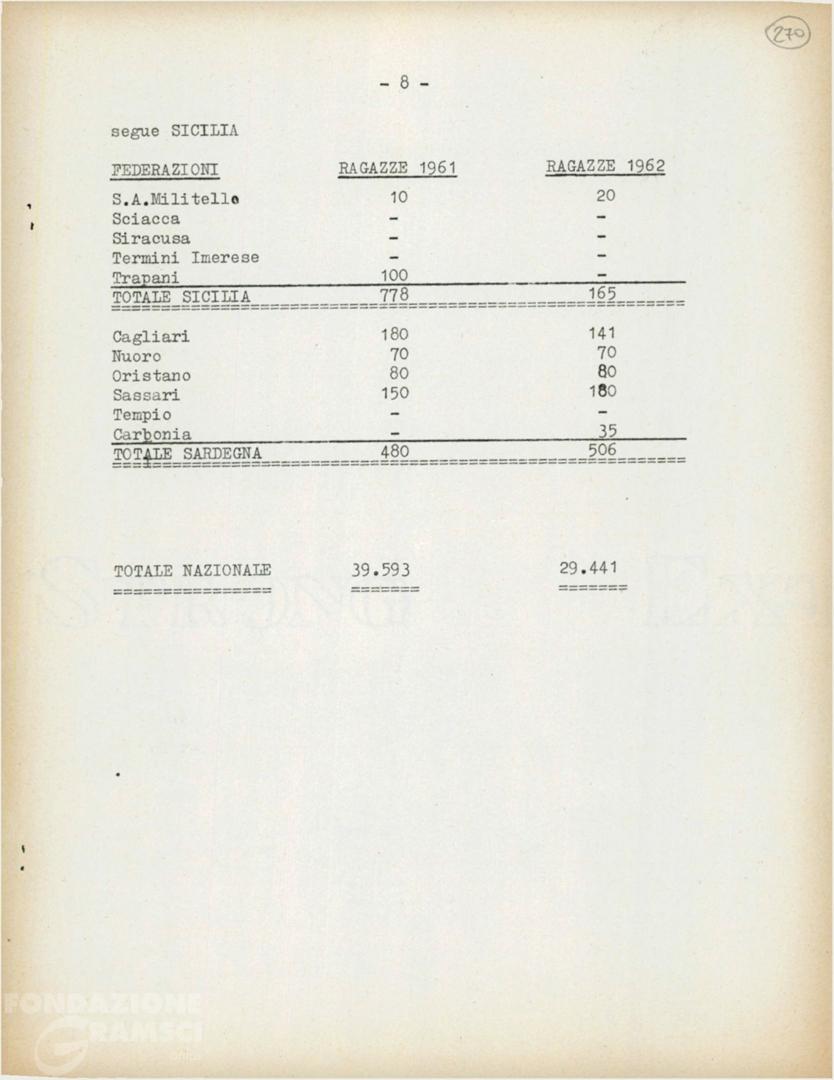 270
- 8 -
segue SICILIA
FEDERAZIONI RAGAZZE 1961 RAGAZZE 1962
S.A.Militello 10 20
Sciacca - -
Siracusa - -
Termini Imerese - -
Trapani 100 -
TOTALE SICILIA 778 165
Cagliari 180 141
Nuoro 70 70
Oristano 80 80
Sassari 150 180
Tempio - -
Carbonia - 35
TOTALE SARDEGNA 480 506
TOTALE NAZIONALE 39.593 29.441
FONDAZIONE
GRAMSCI